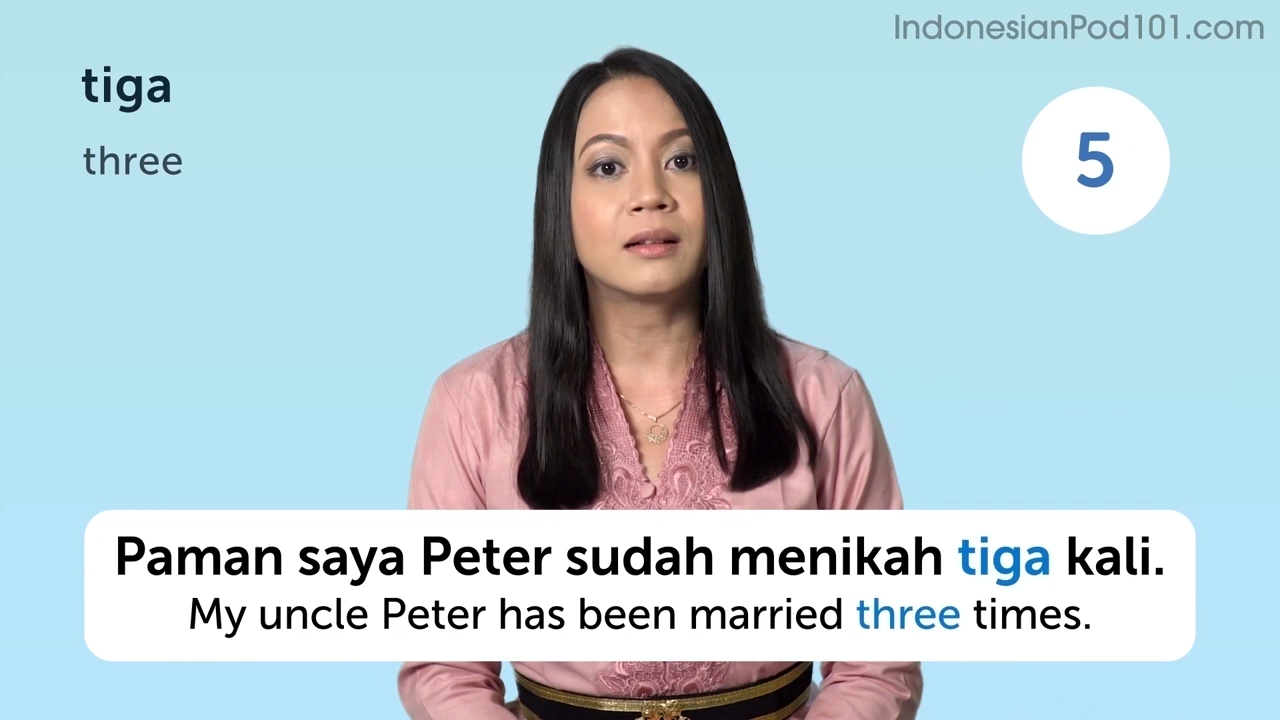 IndonesianPod101.com
tiga
three
5
Paman saya Peter sudah menikah tiga kali.
My uncle Peter has been married three times.